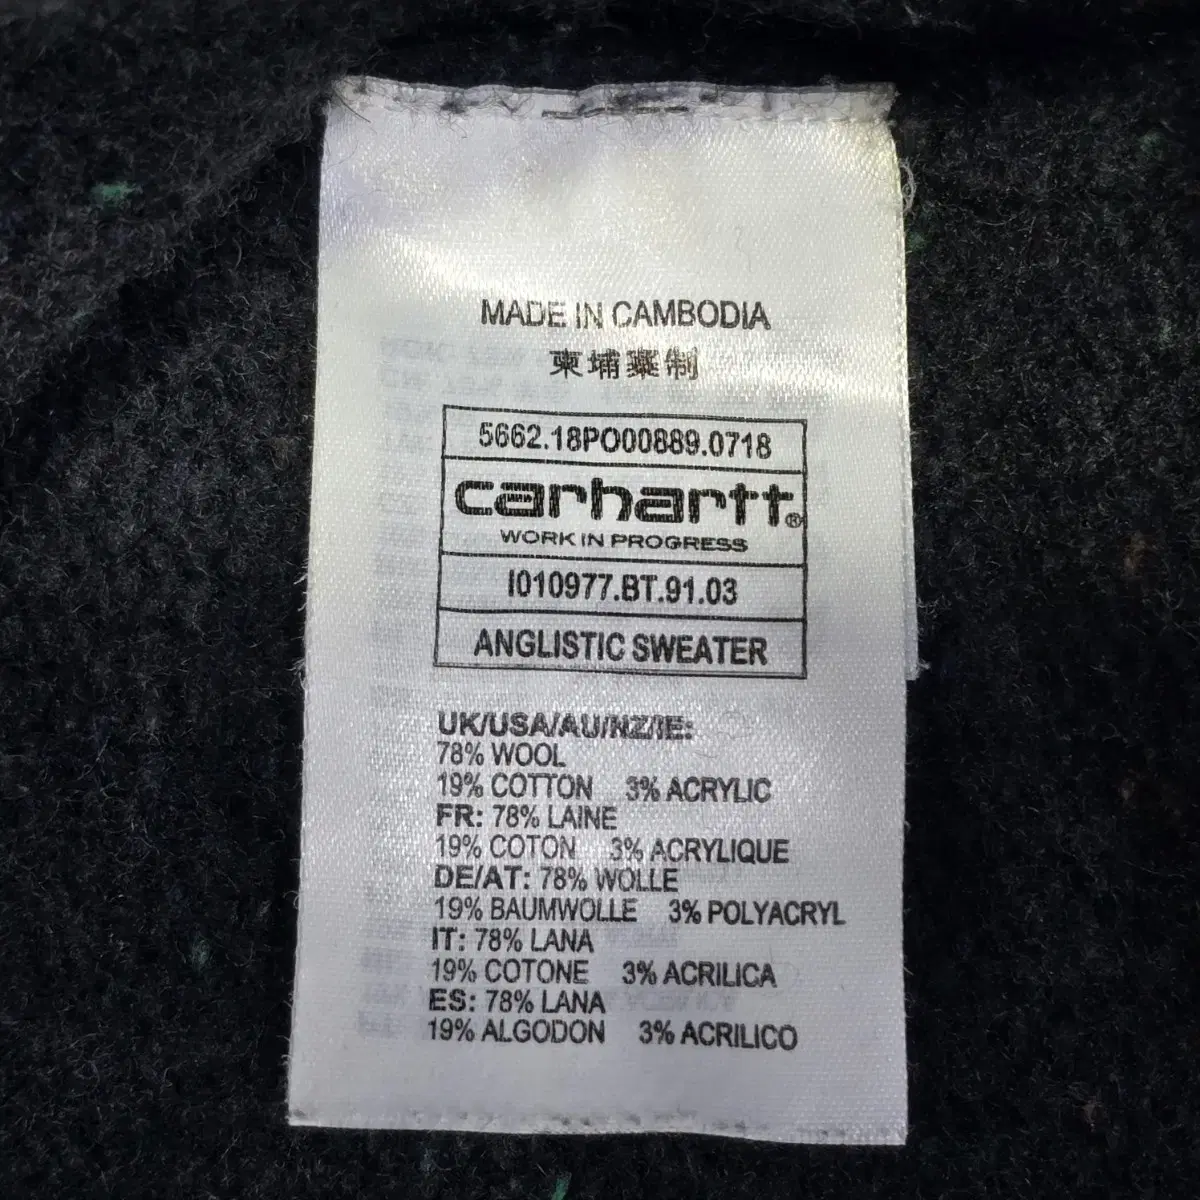 MADE IN CAMBODIA
柬埔寨制
5662.18PO00889.0718
carhartt®
WORK IN PROGRESS
I010977.BT.91.03
ANGLISTIC SWEATER
UK/USA/AU/NZ/IE:
78% WOOL
19% COTTON 3% ACRYLIC
FR: 78% LAINE
19% COTON 3% ACRYLIQUE
DE/AT: 78% WOLLE
19% BAUMWOLLE 3% POLYACRYL
IT: 78% LANA
19% COTONE 3% ACRILICA
ES: 78% LANA
19% ALGODON 3% ACRILICO